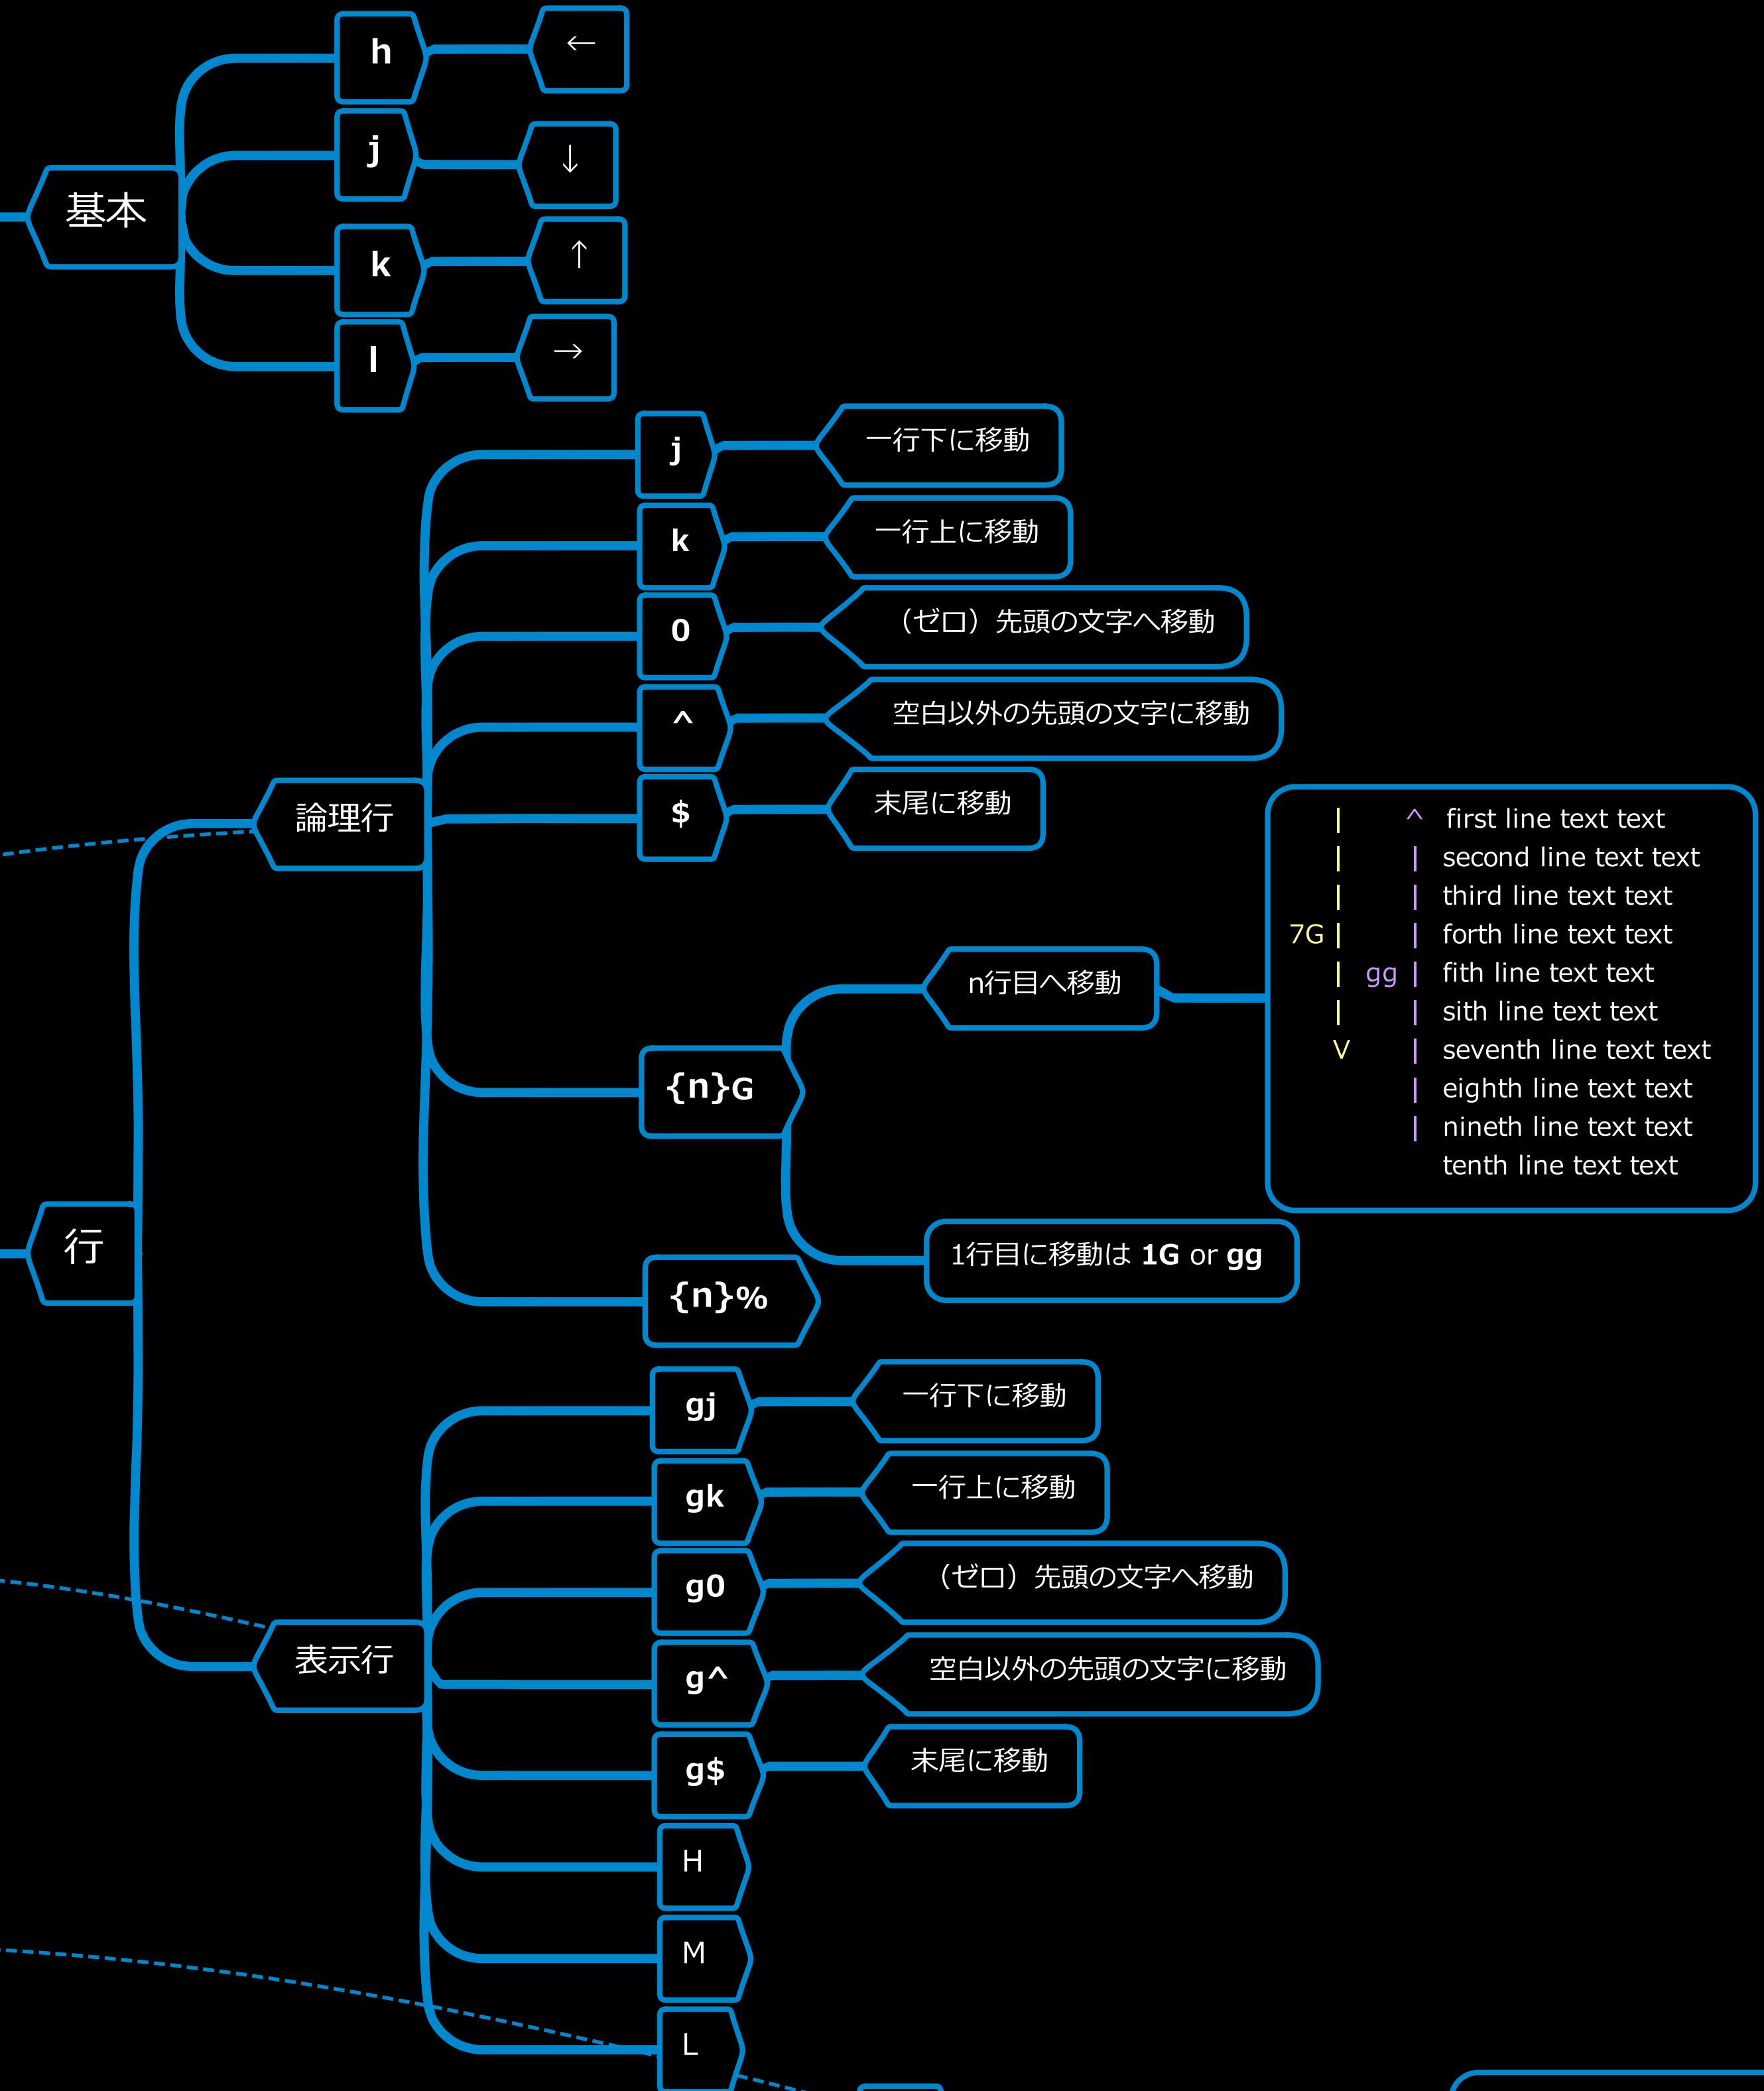 基本
h
←
j
↓
k
↑
l
→
行
論理行
j
一行下に移動
k
一行上に移動
0
（ゼロ）先頭の文字へ移動
^
空白以外の先頭の文字に移動
$
末尾に移動
{n}G
n行目へ移動
| ^ first line text text
| | second line text text
| | third line text text
7G | | forth line text text
| gg | fith line text text
| | sith line text text
V | seventh line text text
| eighth line text text
| nineth line text text
tenth line text text
1行目に移動は 1G or gg
{n}%
表示行
gj
一行下に移動
gk
一行上に移動
g0
（ゼロ）先頭の文字へ移動
g^
空白以外の先頭の文字に移動
g$
末尾に移動
H
M
L